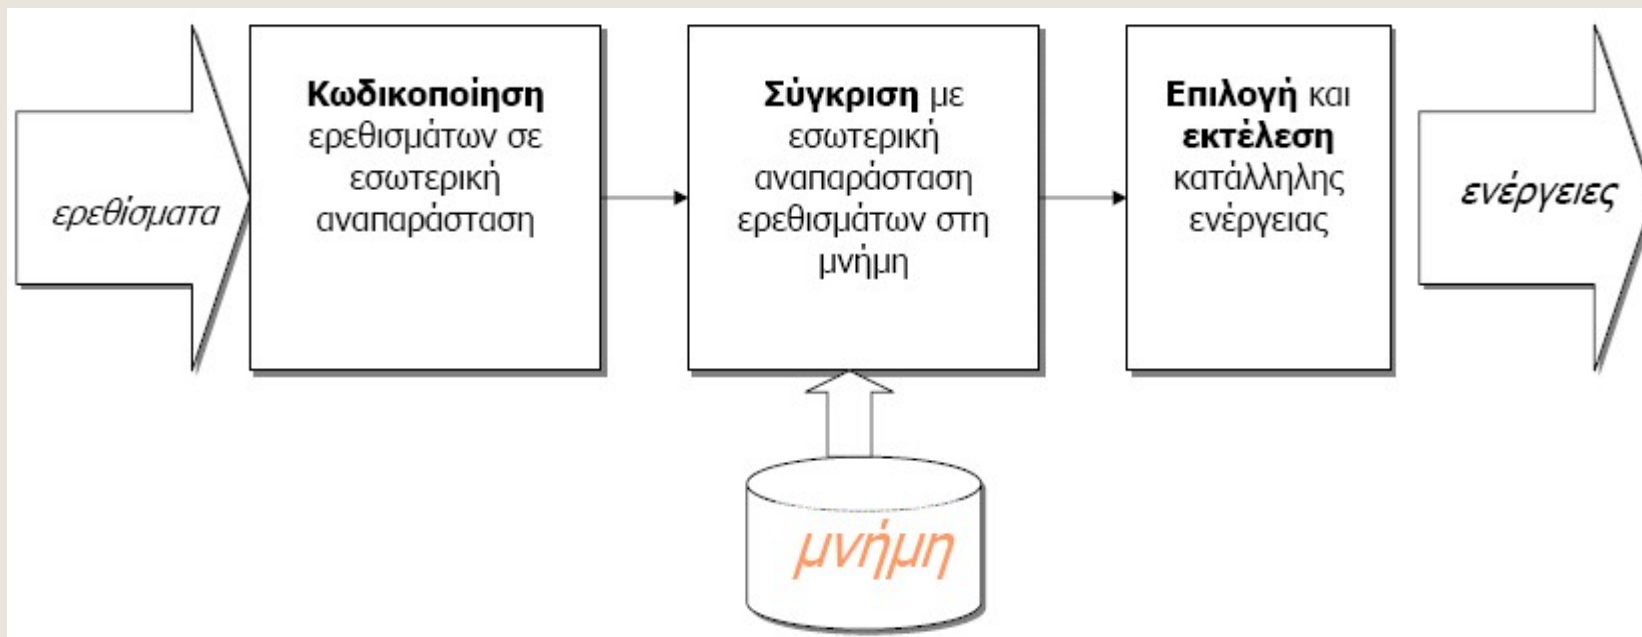 ερεθίσματα
Κωδικοποίηση
ερεθισμάτων σε
εσωτερική
αναπαράσταση
Σύγκριση με
εσωτερική
αναπαράσταση
ερεθισμάτων στη
μνήμη
Επιλογή και
εκτέλεση
κατάλληλης
ενέργειας
ενέργειες
μνήμη